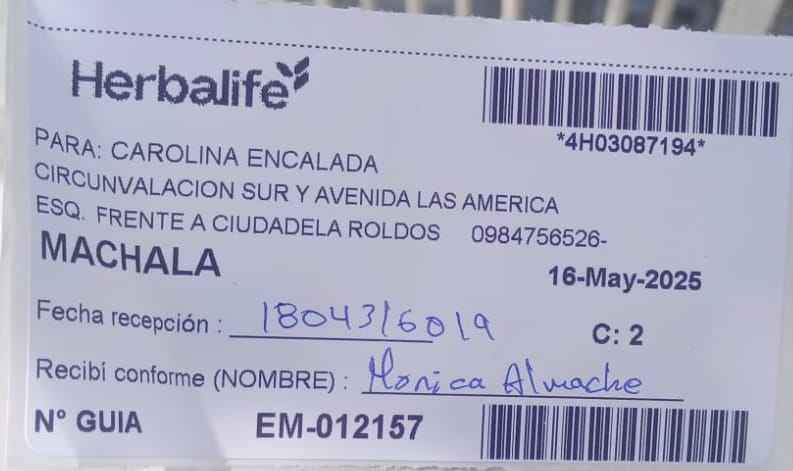 Herbalife
*4H03087194*
PARA: CAROLINA ENCALADA
CIRCUNVALACION SUR Y AVENIDA LAS AMERICA
ESQ. FRENTE A CIUDADELA ROLDOS 0984756526-
MACHALA
16-May-2025
Fecha recepción : 1804316019
C: 2
Recibí conforme (NOMBRE) : Monica Almache
N° GUIA EM-012157